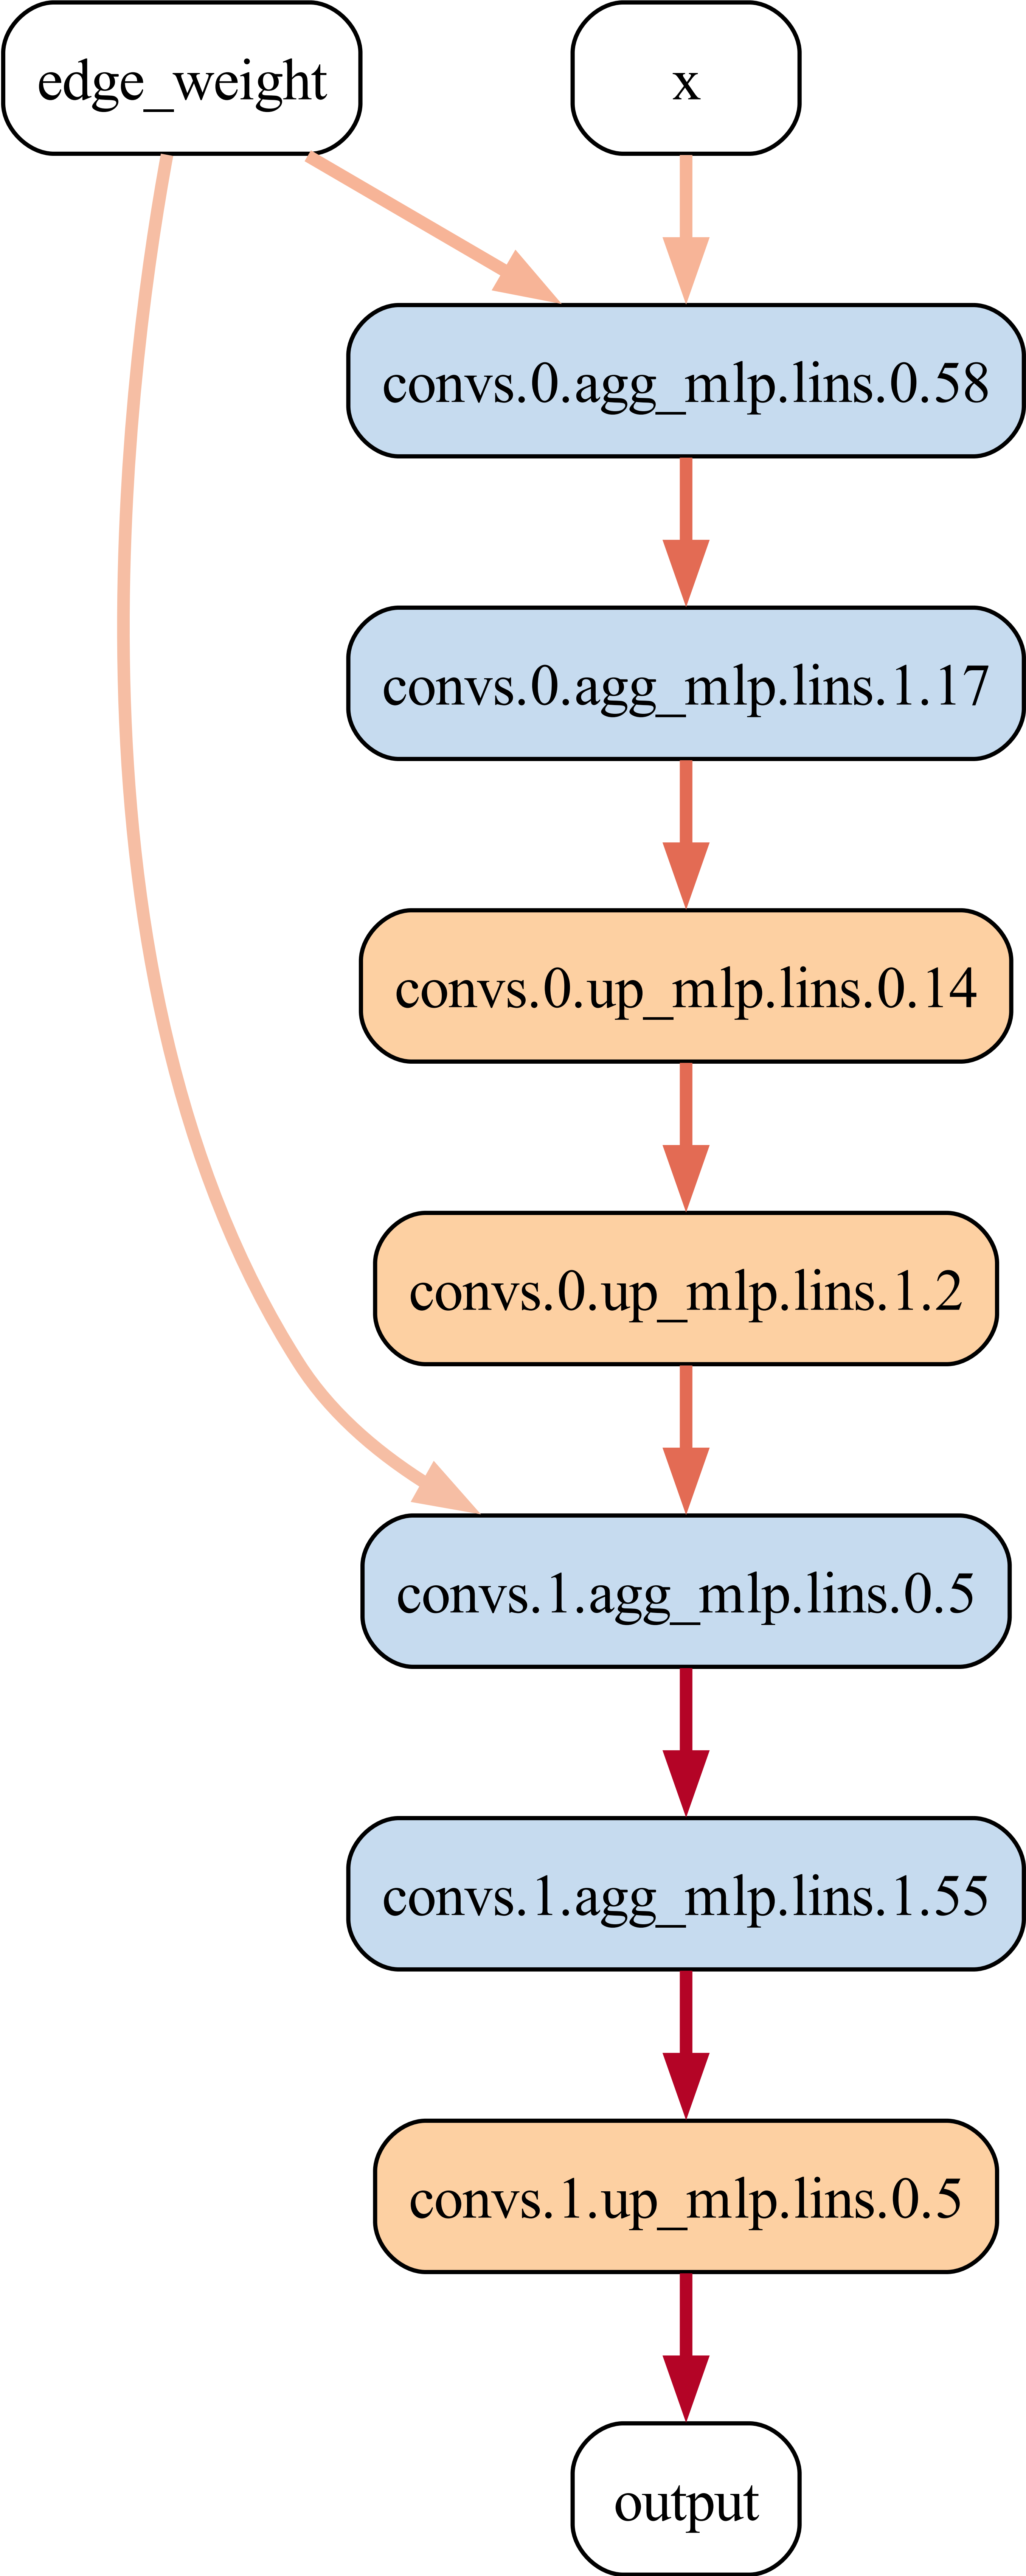 edge_weight
x
convs.0.agg_mlp.lins.0.58
convs.0.agg_mlp.lins.1.17
convs.0.up_mlp.lins.0.14
convs.0.up_mlp.lins.1.2
convs.1.agg_mlp.lins.0.5
convs.1.agg_mlp.lins.1.55
convs.1.up_mlp.lins.0.5
output